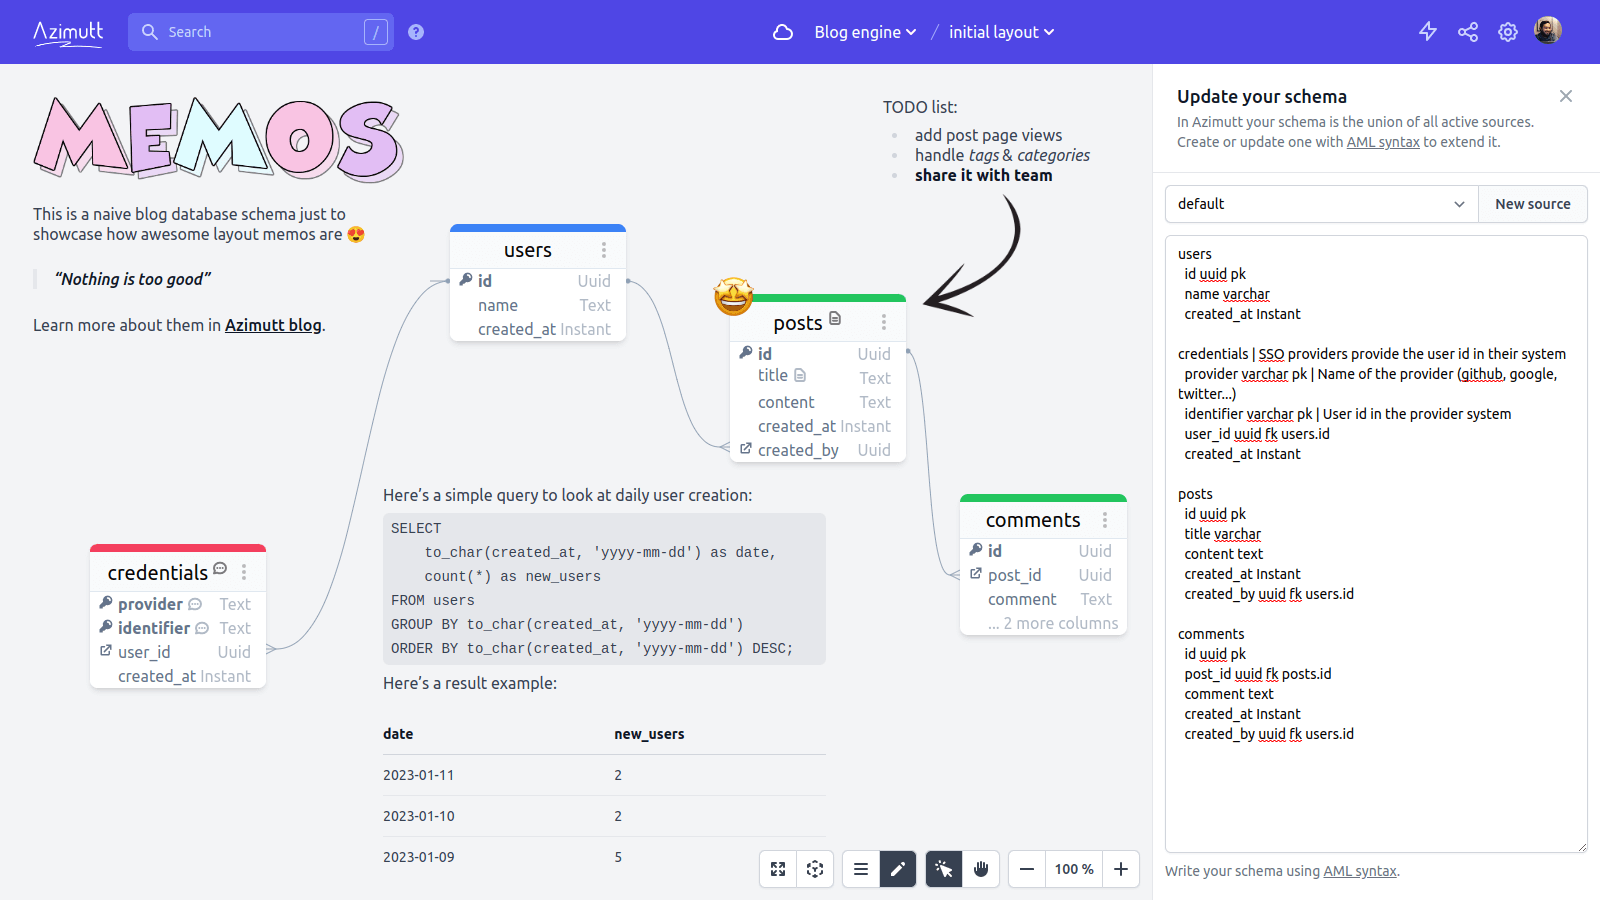 Azimutt
Search
/
?
Blog engine
/
initial layout
MEMOS
This is a naive blog database schema just to
showcase how awesome layout memos are 😍
“Nothing is too good”
Learn more about them in Azimutt blog.
TODO list:
add post page views
handle tags & categories
share it with team
users
id Uuid
name Text
created_at Instant
posts
id Uuid
title Text
content Text
created_at Instant
created_by Uuid
comments
id Uuid
post_id Uuid
comment Text
... 2 more columns
credentials
provider Text
identifier Text
user_id Uuid
created_at Instant
Here’s a simple query to look at daily user creation:
SELECT
    to_char(created_at, 'yyyy-mm-dd') as date,
    count(*) as new_users
FROM users
GROUP BY to_char(created_at, 'yyyy-mm-dd')
ORDER BY to_char(created_at, 'yyyy-mm-dd') DESC;
Here’s a result example:
date new_users
2023-01-11 2
2023-01-10 2
2023-01-09 5
100 %
Update your schema
In Azimutt your schema is the union of all active sources.
Create or update one with AML syntax to extend it.
default
New source
users
  id uuid pk
  name varchar
  created_at Instant
credentials | SSO providers provide the user id in their system
  provider varchar pk | Name of the provider (github, google,
twitter...)
  identifier varchar pk | User id in the provider system
  user_id uuid fk users.id
  created_at Instant
posts
  id uuid pk
  title varchar
  content text
  created_at Instant
  created_by uuid fk users.id
comments
  id uuid pk
  post_id uuid fk posts.id
  comment text
  created_at Instant
  created_by uuid fk users.id
Write your schema using AML syntax.